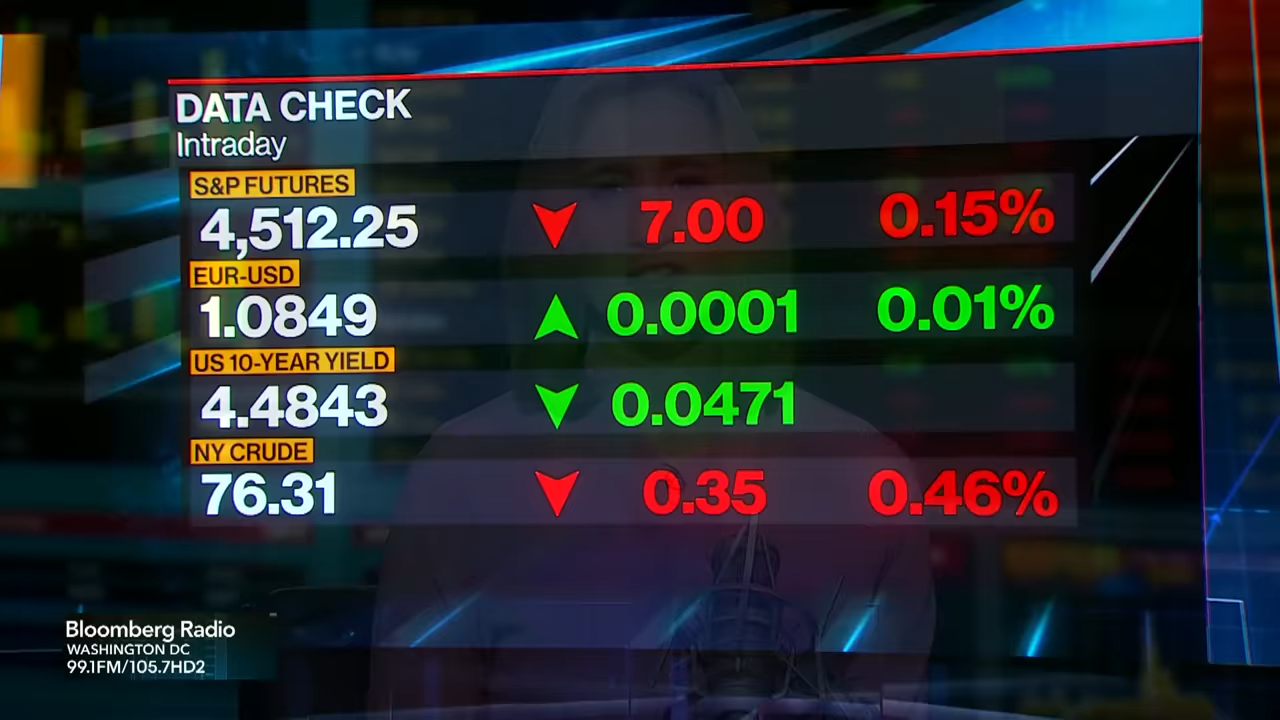 DATA CHECK
Intraday
S&P FUTURES
4,512.25 7.00 0.15%
EUR-USD
1.0849 0.0001 0.01%
US 10-YEAR YIELD
4.4843 0.0471
NY CRUDE
76.31 0.35 0.46%
Bloomberg Radio
WASHINGTON DC
99.1FM/105.7HD2